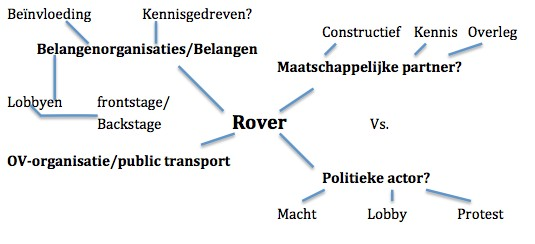 Beïnvloeding
Kennisgedreven?
Belangenorganisaties/Belangen
Constructief Kennis Overleg
Maatschappelijke partner?
Lobbyen
frontstage/
Backstage
Rover
Vs.
OV-organisatie/public transport
Politieke actor?
Macht Lobby Protest